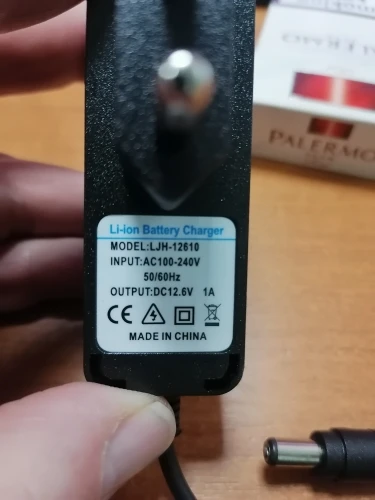 PALERMO
Li-ion Battery Charger
MODEL:LJH-12610
INPUT:AC100-240V
50/60Hz
OUTPUT:DC12.6V 1A
CE
MADE IN CHINA